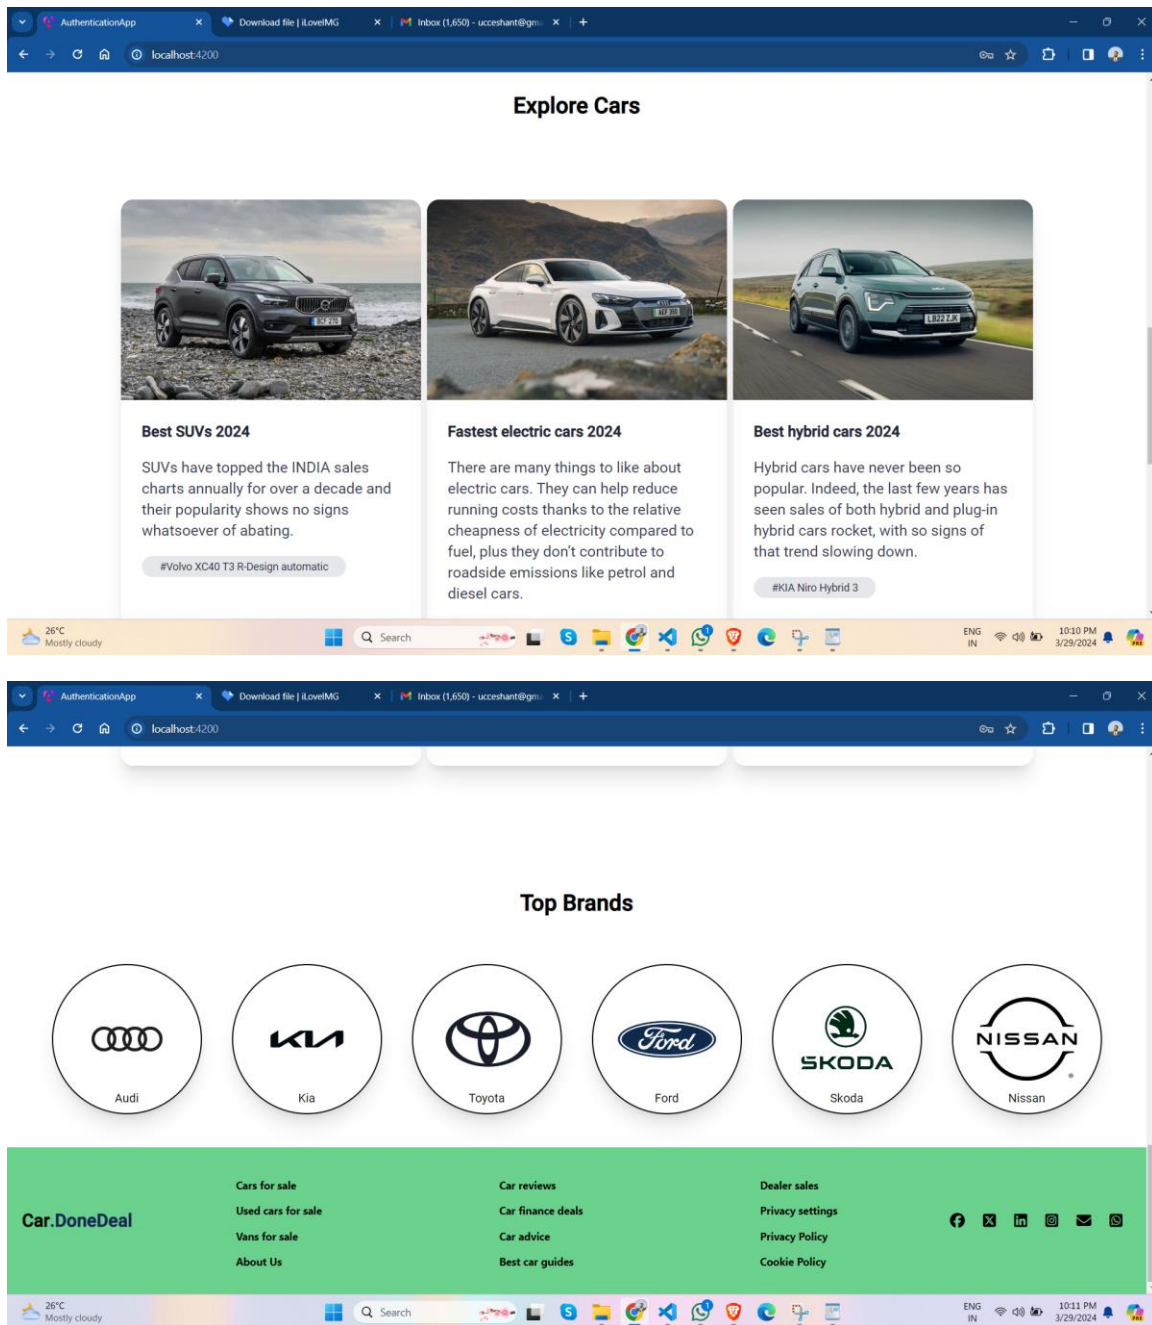 AuthenticationApp
Download file | iLoveIMG
Inbox (1,650) - ucceshant@gm
localhost:4200
Explore Cars
LB22 ZJK
Best SUVs 2024
SUVs have topped the INDIA sales
charts annually for over a decade and
their popularity shows no signs
whatsoever of abating.
#Volvo XC40 T3 R-Design automatic
Fastest electric cars 2024
There are many things to like about
electric cars. They can help reduce
running costs thanks to the relative
cheapness of electricity compared to
fuel, plus they don't contribute to
roadside emissions like petrol and
diesel cars.
Best hybrid cars 2024
Hybrid cars have never been so
popular. Indeed, the last few years has
seen sales of both hybrid and plug-in
hybrid cars rocket, with so signs of
that trend slowing down.
#KIA Niro Hybrid 3
26°C
Mostly cloudy
Search
ENG
IN
10:10 PM
3/29/2024
PRE
AuthenticationApp
Download file | iLoveIMG
Inbox (1,650) - ucceshant@gm
localhost:4200
Top Brands
Audi
KIA
Kia
Toyota
Ford
Ford
SKODA
Skoda
NISSAN
Nissan
Car.DoneDeal
Cars for sale
Used cars for sale
Vans for sale
About Us
Car reviews
Car finance deals
Car advice
Best car guides
Dealer sales
Privacy settings
Privacy Policy
Cookie Policy
26°C
Mostly cloudy
Search
ENG
IN
10:11 PM
3/29/2024
PRE